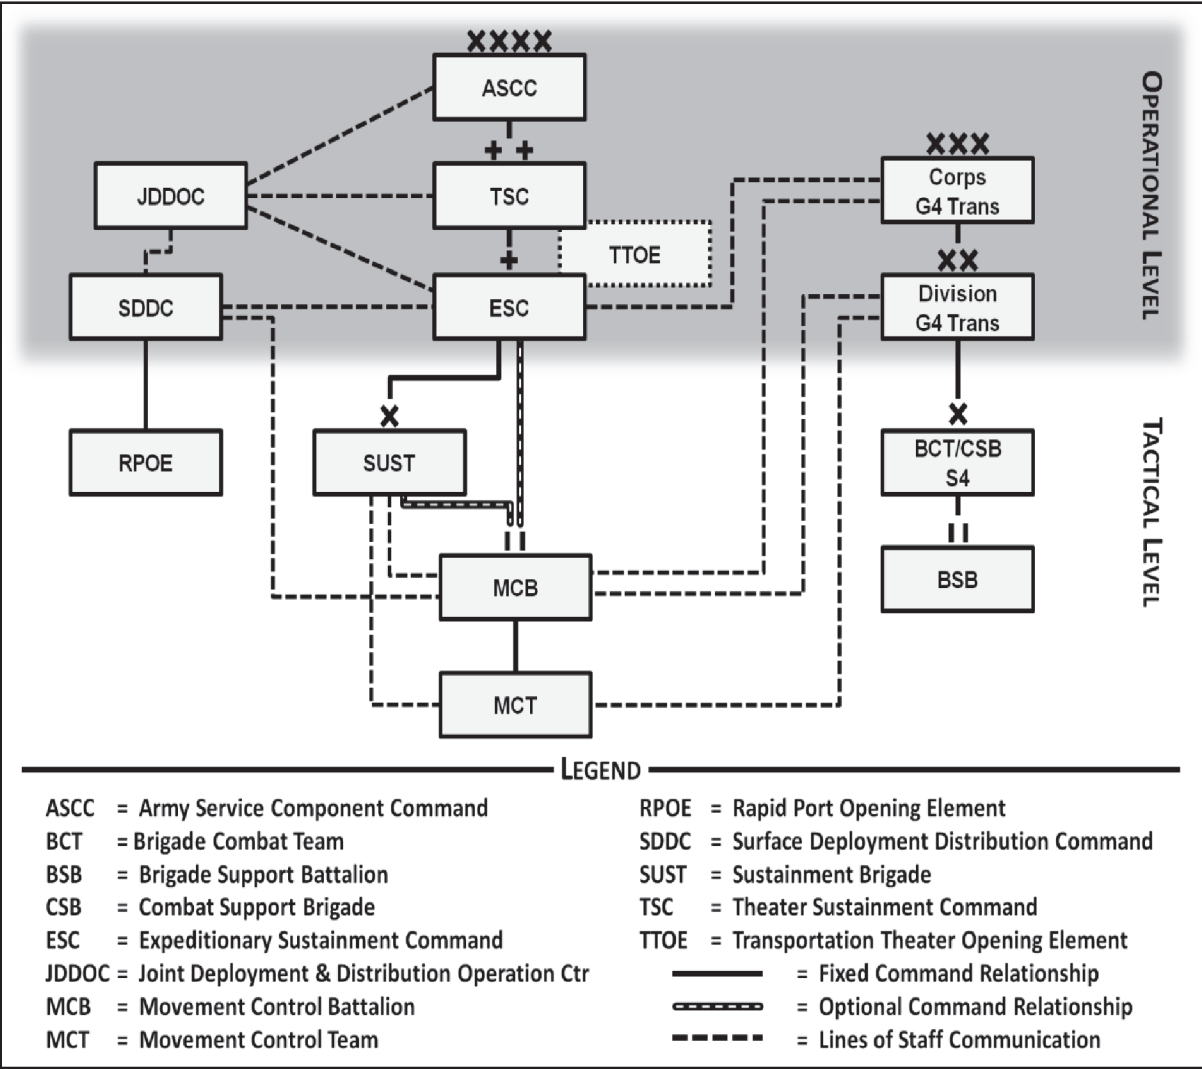 XXXX
ASCC
+ +
OPERATIONAL LEVEL
XXX
JDDOC
TSC
Corps
G4 Trans
+
TTOE
XX
SDDC
ESC
Division
G4 Trans
X
X
TACTICAL LEVEL
RPOE
SUST
BCT/CSB
S4
II
II
MCB
BSB
MCT
LEGEND
ASCC = Army Service Component Command
BCT = Brigade Combat Team
BSB = Brigade Support Battalion
CSB = Combat Support Brigade
ESC = Expeditionary Sustainment Command
JDDOC = Joint Deployment & Distribution Operation Ctr
MCB = Movement Control Battalion
MCT = Movement Control Team
RPOE = Rapid Port Opening Element
SDDC = Surface Deployment Distribution Command
SUST = Sustainment Brigade
TSC = Theater Sustainment Command
TTOE = Transportation Theater Opening Element
= Fixed Command Relationship
= Optional Command Relationship
= Lines of Staff Communication